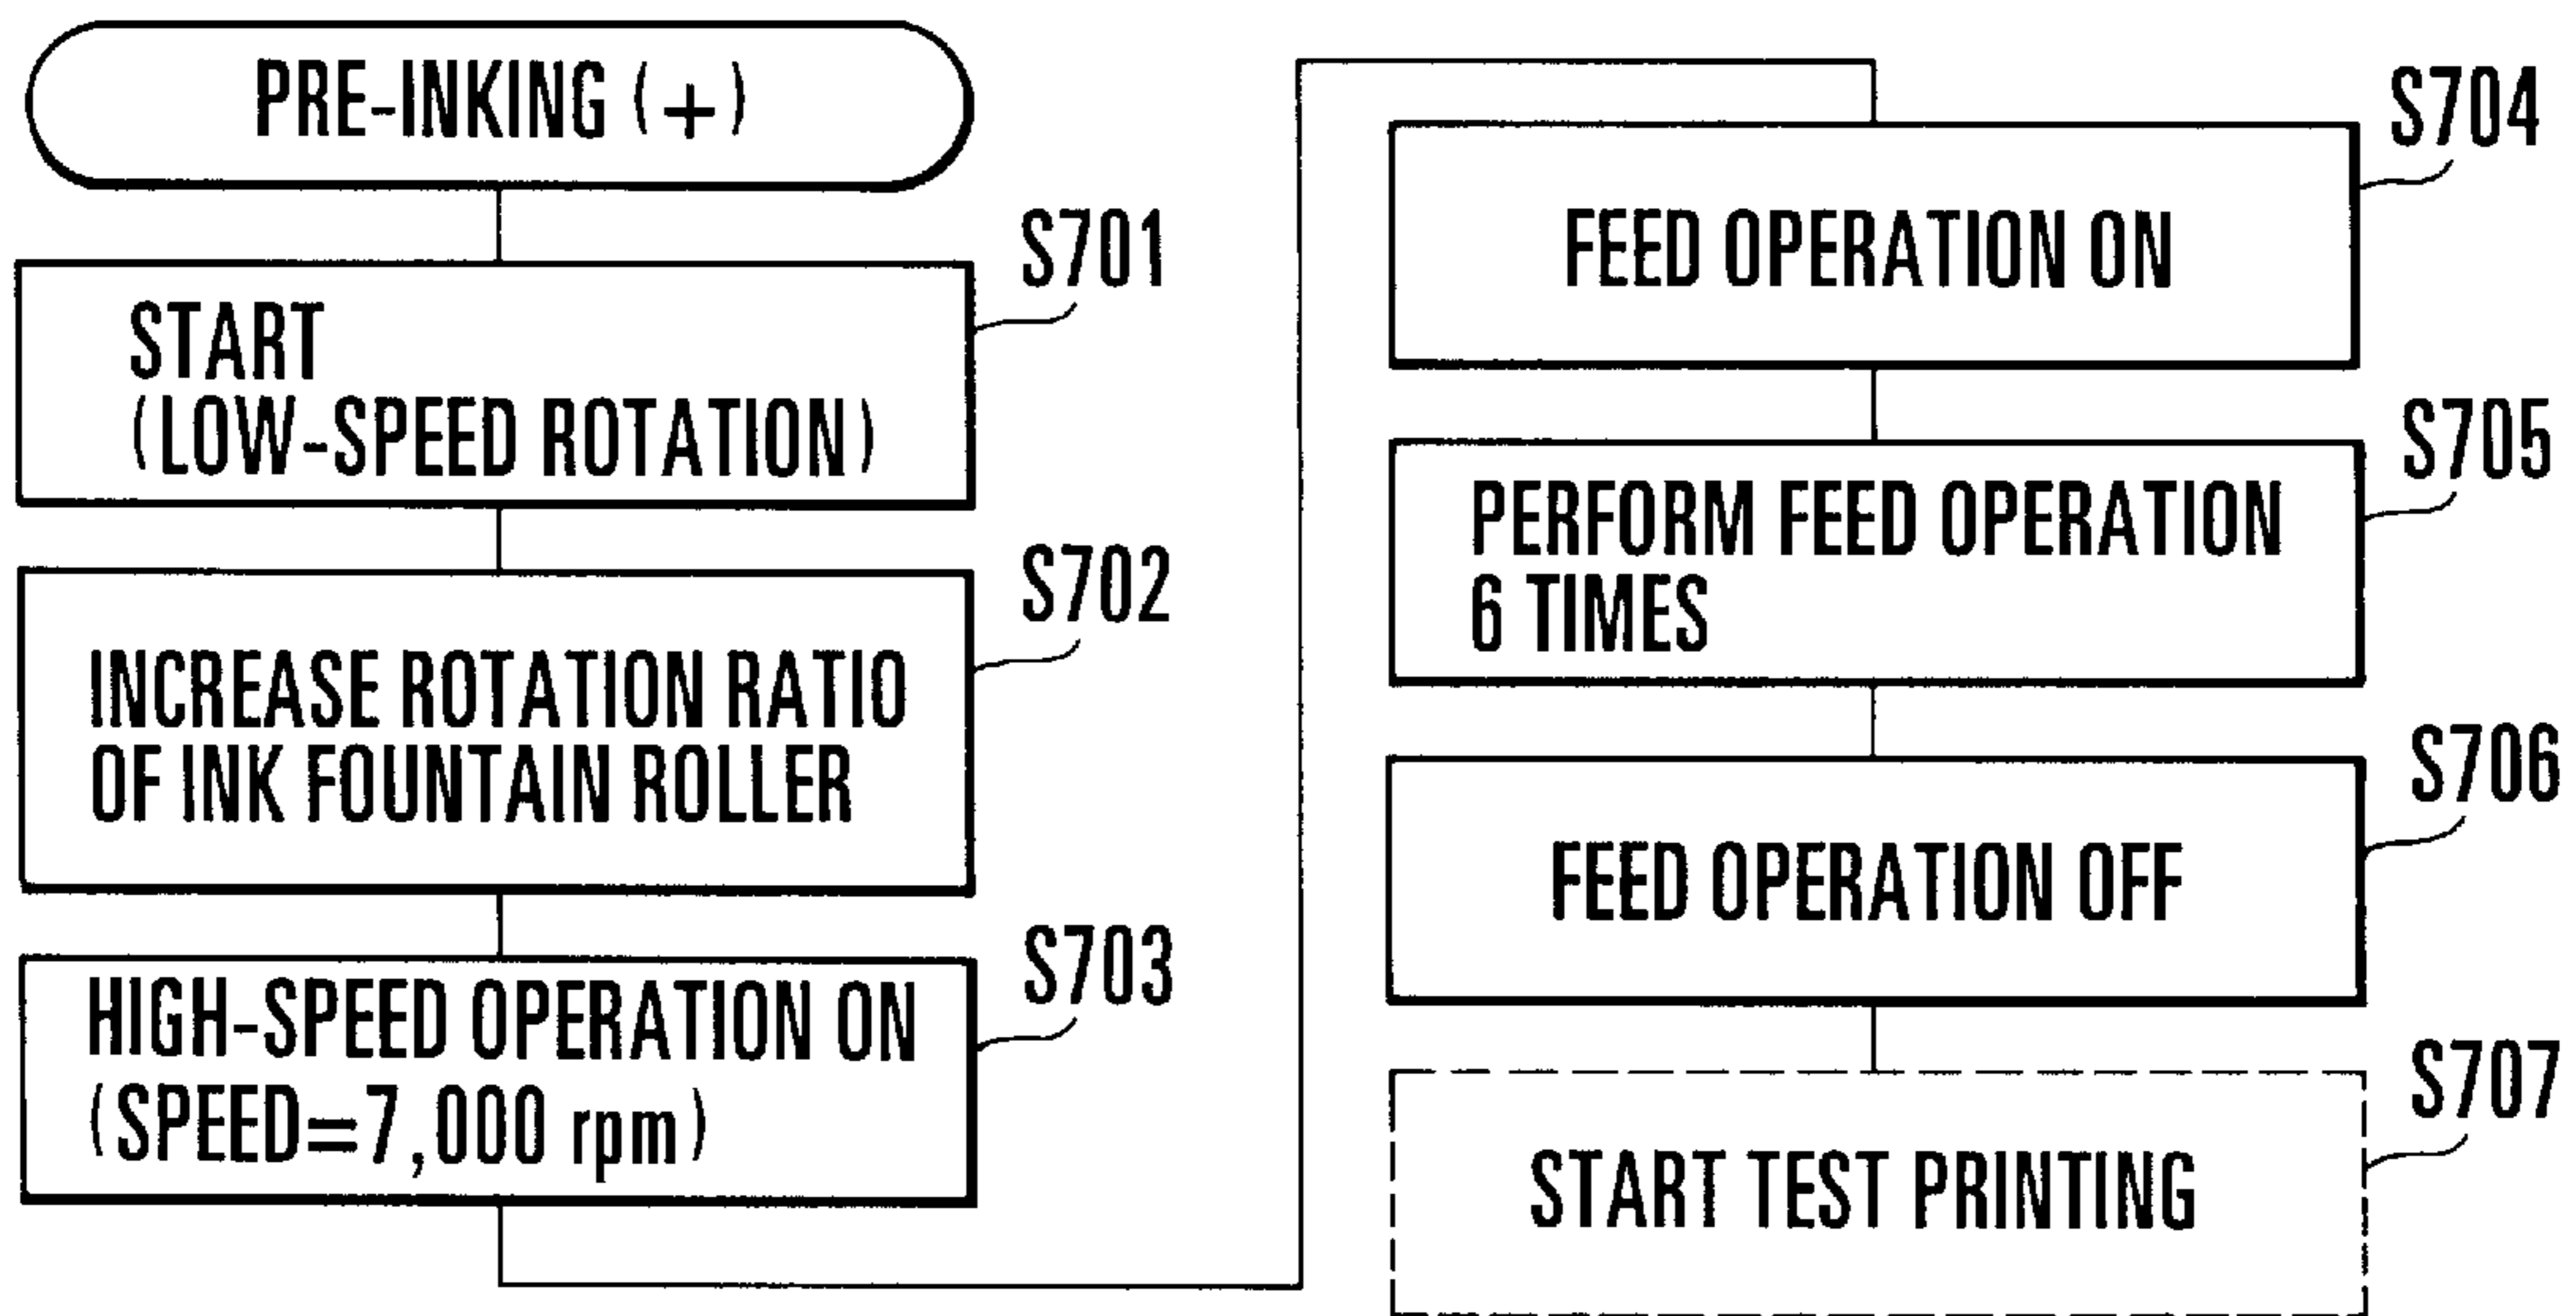 PRE-INKING (+)
S701
START
(LOW-SPEED ROTATION)
S702
INCREASE ROTATION RATIO
OF INK FOUNTAIN ROLLER
S703
HIGH-SPEED OPERATION ON
(SPEED=7,000 rpm)
S704
FEED OPERATION ON
S705
PERFORM FEED OPERATION
6 TIMES
S706
FEED OPERATION OFF
S707
START TEST PRINTING